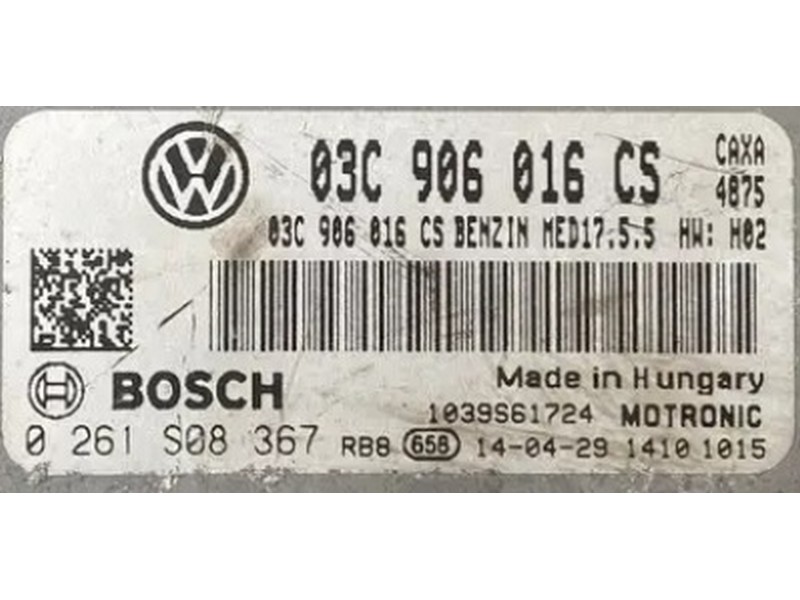 03C 906 016 CS CAXA
4875
03C 906 016 CS BENZIN MED17.5.5 HW: H02
BOSCH Made in Hungary
1039S61724 MOTRONIC
0 261 S08 367 RB8 658 14-04-29 1410 1015